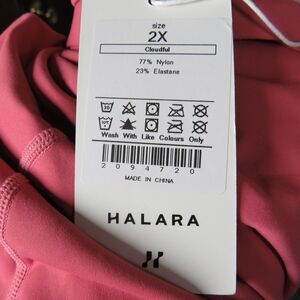 size
2X
Cloudful
77% Nylon
23% Elastane
Wash With Like Colours Only
2094720
MADE IN CHINA
HALARA